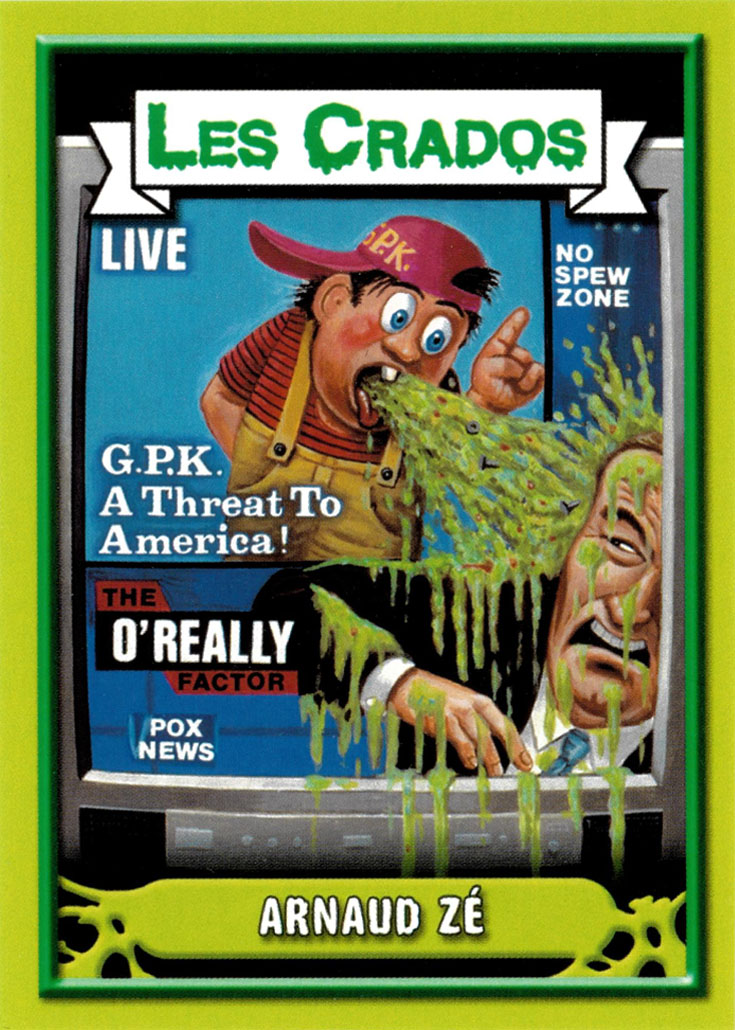 LES CRADOS
LIVE
G.P.K.
NO
SPEW
ZONE
G.P.K.
A Threat To
America!
THE
O'REALLY
FACTOR
POX
NEWS
ARNAUD ZÉ